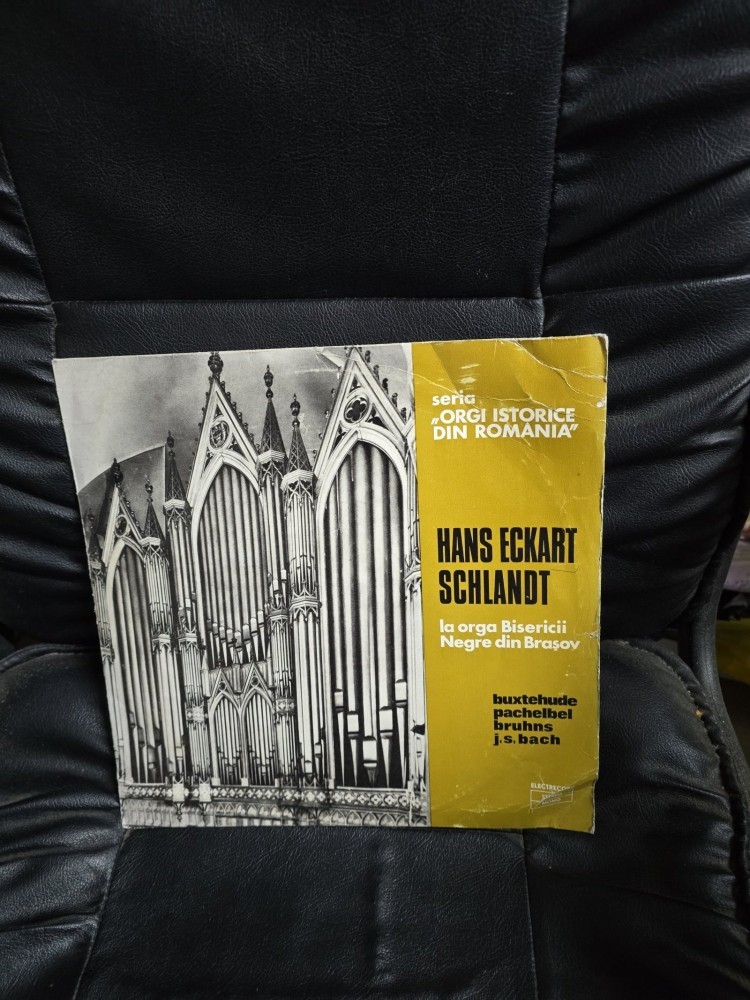 seria
„ORGI ISTORICE
DIN ROMÂNIA”
HANS ECKART
SCHLANDT
la orga Bisericii
Negre din Brașov
buxtehude
pachelbel
bruhns
j.s. bach